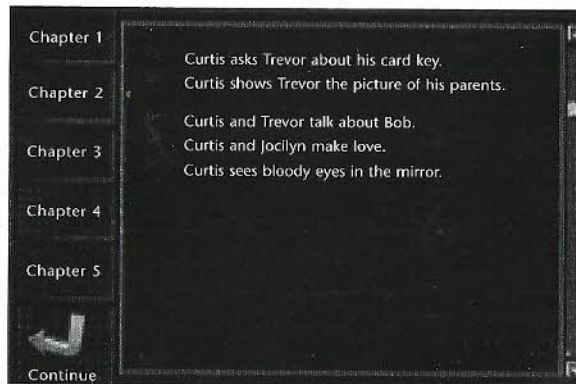 Chapter 1
Chapter 2
Chapter 3
Chapter 4
Chapter 5
Continue
Curtis asks Trevor about his card key.
Curtis shows Trevor the picture of his parents.
Curtis and Trevor talk about Bob.
Curtis and Jocilyn make love.
Curtis sees bloody eyes in the mirror.